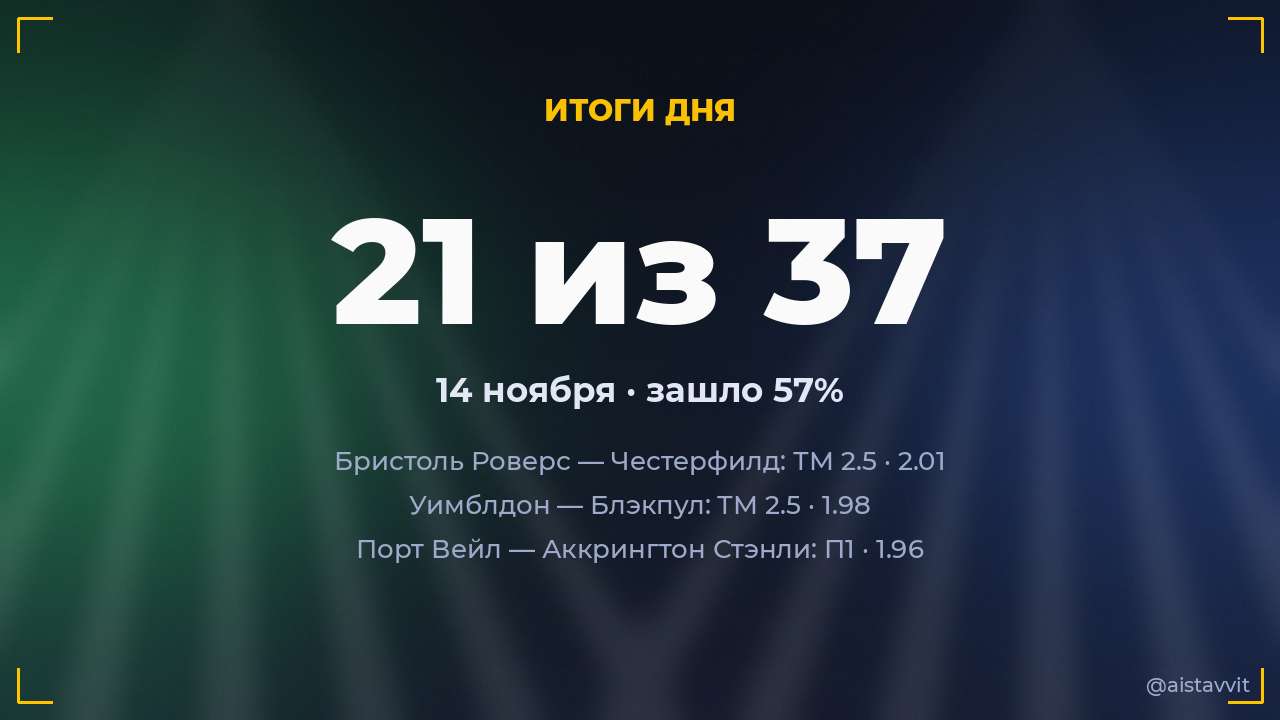 ИТОГИ ДНЯ
21 из 37
14 ноября · зашло 57%
Бристоль Роверс — Честерфилд: ТМ 2.5 · 2.01
Уимблдон — Блэкпул: ТМ 2.5 · 1.98
Порт Вейл — Аккрингтон Стэнли: П1 · 1.96
@aistavvit